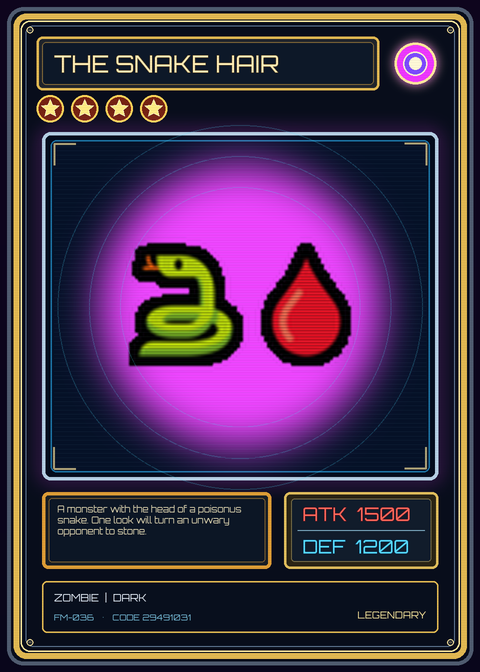 THE SNAKE HAIR
A monster with the head of a poisonus
snake. One look will turn an unwary
opponent to stone.
ATK 1500
DEF 1200
ZOMBIE | DARK
FM-036 · CODE 29491031
LEGENDARY